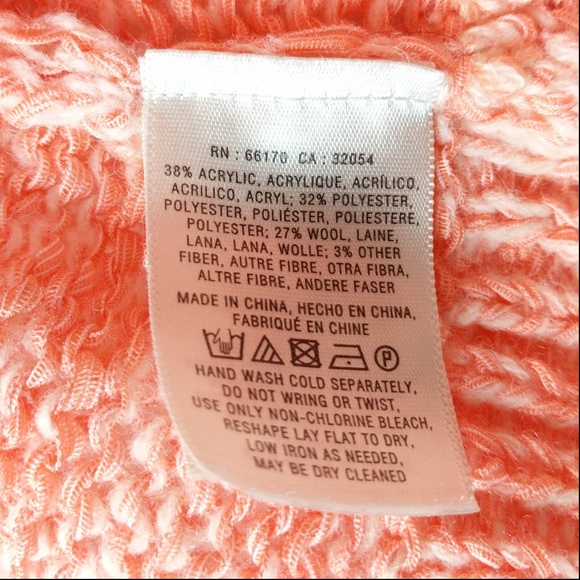 RN : 66170 CA : 32054
38% ACRYLIC, ACRYLIQUE, ACRÍLICO,
ACRILICO, ACRYL; 32% POLYESTER,
POLYESTER, POLIÉSTER, POLIESTERE,
POLYESTER; 27% WOOL, LAINE,
LANA, LANA, WOLLE; 3% OTHER
FIBER, AUTRE FIBRE, OTRA FIBRA,
ALTRE FIBRE, ANDERE FASER
MADE IN CHINA, HECHO EN CHINA,
FABRIQUÉ EN CHINE
P
HAND WASH COLD SEPARATELY,
DO NOT WRING OR TWIST,
USE ONLY NON-CHLORINE BLEACH,
RESHAPE LAY FLAT TO DRY,
LOW IRON AS NEEDED,
MAY BE DRY CLEANED